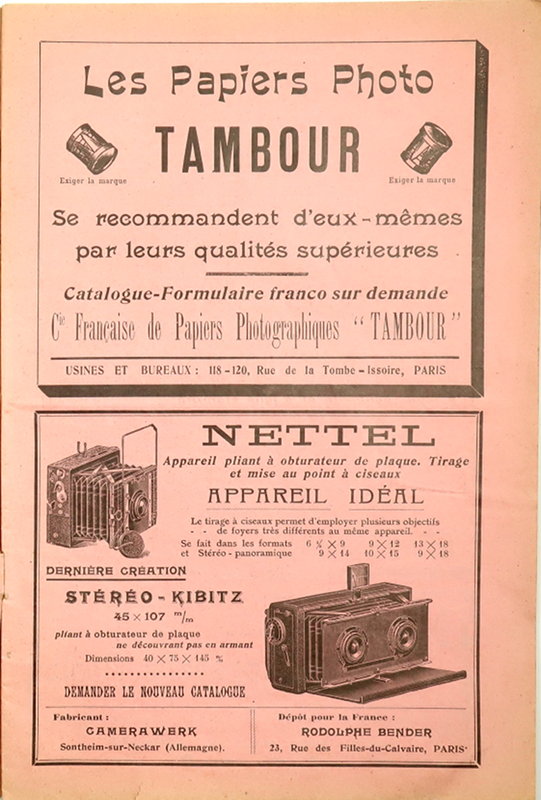 Les Papiers Photo
TAMBOUR
Exiger la marque
Exiger la marque
Se recommandent d'eux-mêmes
par leurs qualités supérieures
Catalogue-Formulaire franco sur demande
Cie Française de Papiers Photographiques "TAMBOUR"
USINES ET BUREAUX : 118-120, Rue de la Tombe-Issoire, PARIS
NETTEL
Appareil pliant à obturateur de plaque. Tirage
et mise au point à ciseaux
APPAREIL IDÉAL
Le tirage à ciseaux permet d'employer plusieurs objectifs
- - de foyers très différents au même appareil. - -
Se fait dans les formats 6 ½ × 9 9 × 12 13 × 18
et Stéréo-panoramique 9 × 14 10 × 15 9 × 18
DERNIÈRE CRÉATION
STÉRÉO-KIBITZ
45 × 107 m/m
pliant à obturateur de plaque
ne découvrant pas en armant
Dimensions 40 × 75 × 145 %
DEMANDER LE NOUVEAU CATALOGUE
Fabricant :
CAMERAWERK
Sontheim-sur-Neckar (Allemagne).
Dépôt pour la France :
RODOLPHE BENDER
23, Rue des Filles-du-Calvaire, PARIS